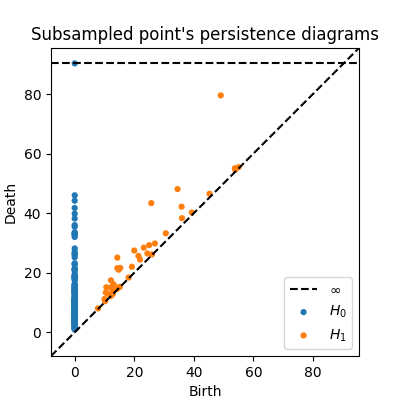 Subsampled point's persistence diagrams
80
60
40
20
0
Death
0 20 40 60 80
Birth
∞
H₀
H₁